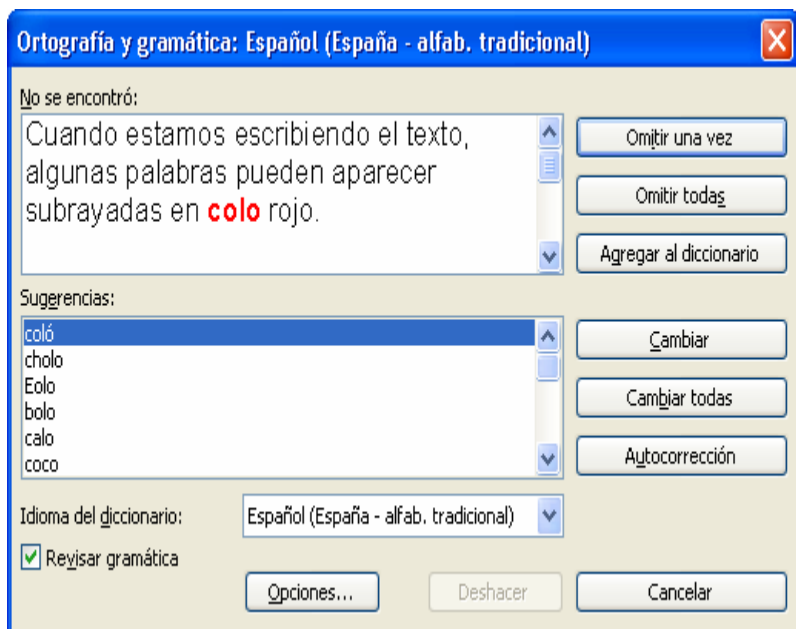 Ortografía y gramática: Español (España - alfab. tradicional)
No se encontró:
Cuando estamos escribiendo el texto,
algunas palabras pueden aparecer
subrayadas en colo rojo.
Omitir una vez
Omitir todas
Agregar al diccionario
Sugerencias:
coló
cholo
Eolo
bolo
calo
coco
Cambiar
Cambiar todas
Autocorrección
Idioma del diccionario:
Español (España - alfab. tradicional)
Revisar gramática
Opciones...
Deshacer
Cancelar